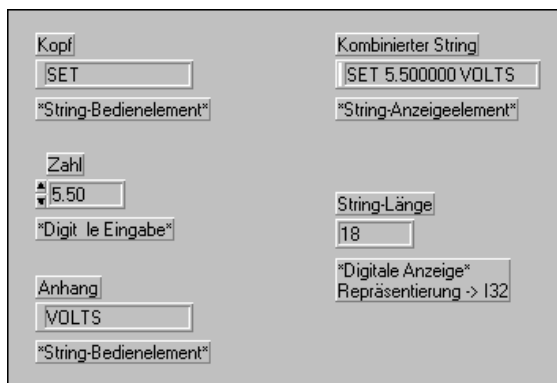 Kopf
SET
*String-Bedienelement*
Zahl
5.50
*Digit le Eingabe*
Anhang
VOLTS
*String-Bedienelement*
Kombinierter String
SET 5.500000 VOLTS
*String-Anzeigeelement*
String-Länge
18
*Digitale Anzeige*
Repräsentierung -> I32